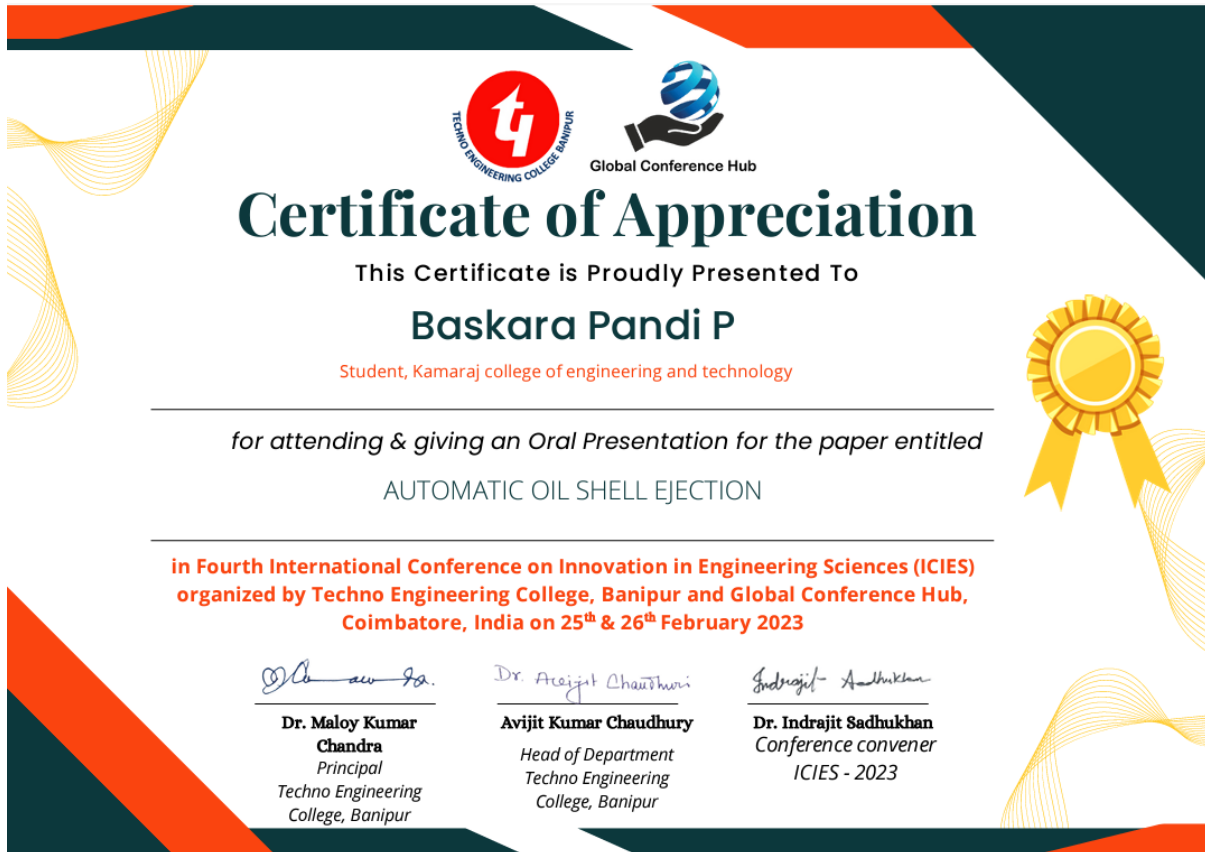 TECHNO ENGINEERING COLLEGE BANIPUR
Global Conference Hub
Certificate of Appreciation
This Certificate is Proudly Presented To
Baskara Pandi P
Student, Kamaraj college of engineering and technology
for attending & giving an Oral Presentation for the paper entitled
AUTOMATIC OIL SHELL EJECTION
in Fourth International Conference on Innovation in Engineering Sciences (ICIES)
organized by Techno Engineering College, Banipur and Global Conference Hub,
Coimbatore, India on 25th & 26th February 2023
Dr. Avijit Chaudhuri
Indrajit Sadhukhan
Dr. Maloy Kumar
Chandra
Principal
Techno Engineering
College, Banipur
Avijit Kumar Chaudhury
Head of Department
Techno Engineering
College, Banipur
Dr. Indrajit Sadhukhan
Conference convener
ICIES - 2023